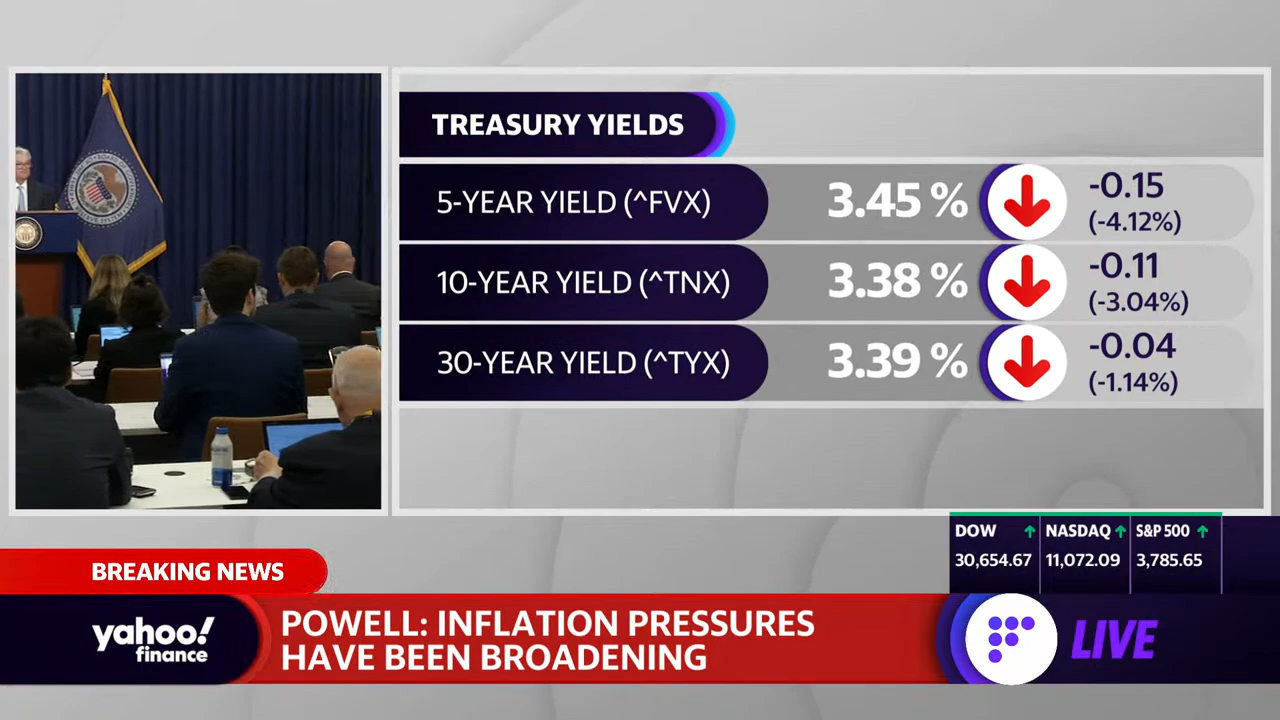 TREASURY YIELDS
5-YEAR YIELD (^FVX) 3.45 % -0.15
(-4.12%)
10-YEAR YIELD (^TNX) 3.38 % -0.11
(-3.04%)
30-YEAR YIELD (^TYX) 3.39 % -0.04
(-1.14%)
DOW NASDAQ S&P 500
30,654.67 11,072.09 3,785.65
BREAKING NEWS
yahoo!
finance
POWELL: INFLATION PRESSURES
HAVE BEEN BROADENING
LIVE